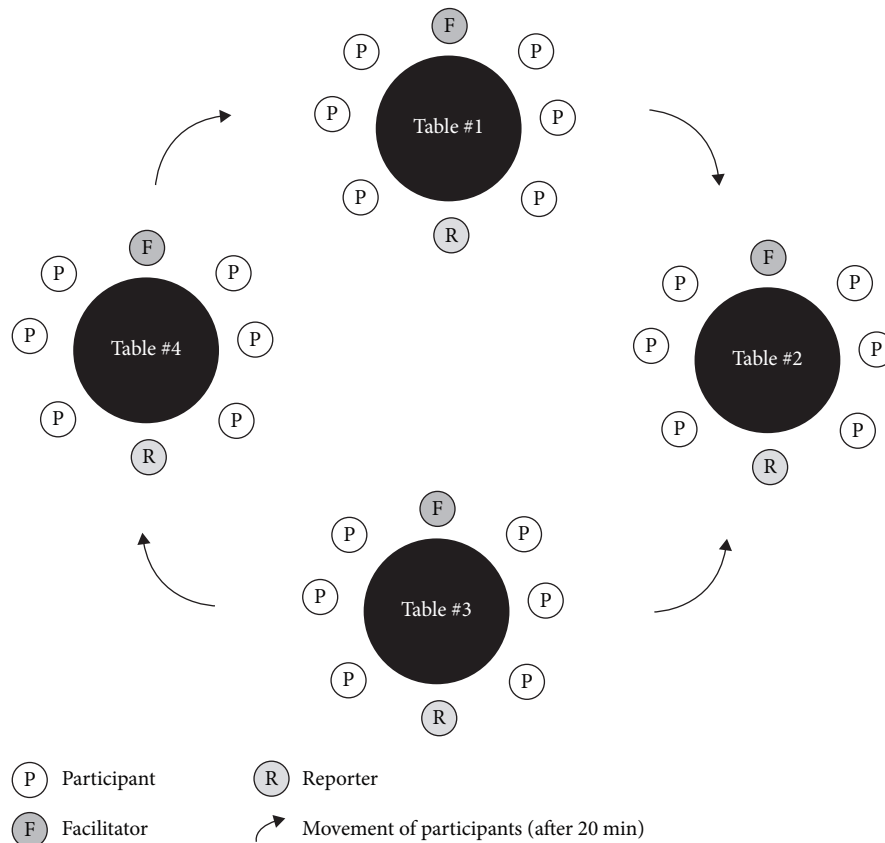 F
P P
Table #1
P P
P P
R
F
P P
Table #4
P P
P P
R
F
P P
Table #2
P P
P P
R
F
P P
Table #3
P P
P P
R
P Participant
R Reporter
F Facilitator
Movement of participants (after 20 min)